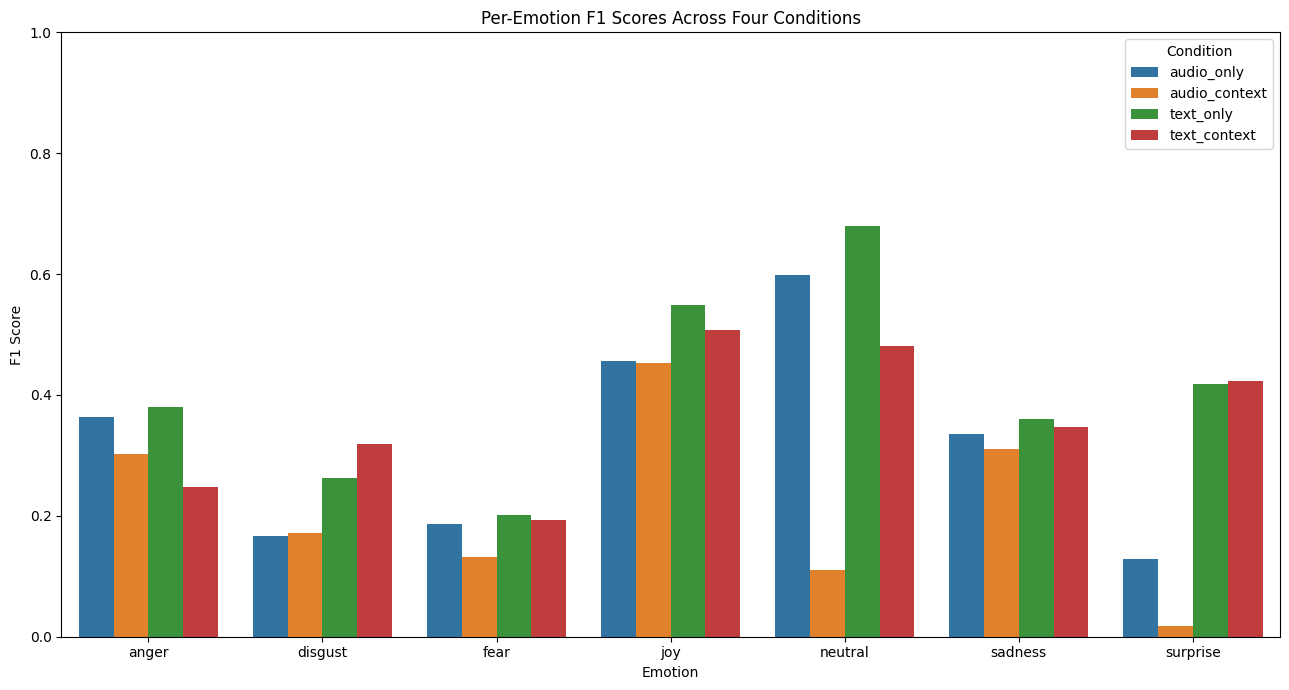 Per-Emotion F1 Scores Across Four Conditions
Condition
audio_only
audio_context
text_only
text_context
F1 Score
1.0
0.8
0.6
0.4
0.2
0.0
anger disgust fear joy neutral sadness surprise
Emotion